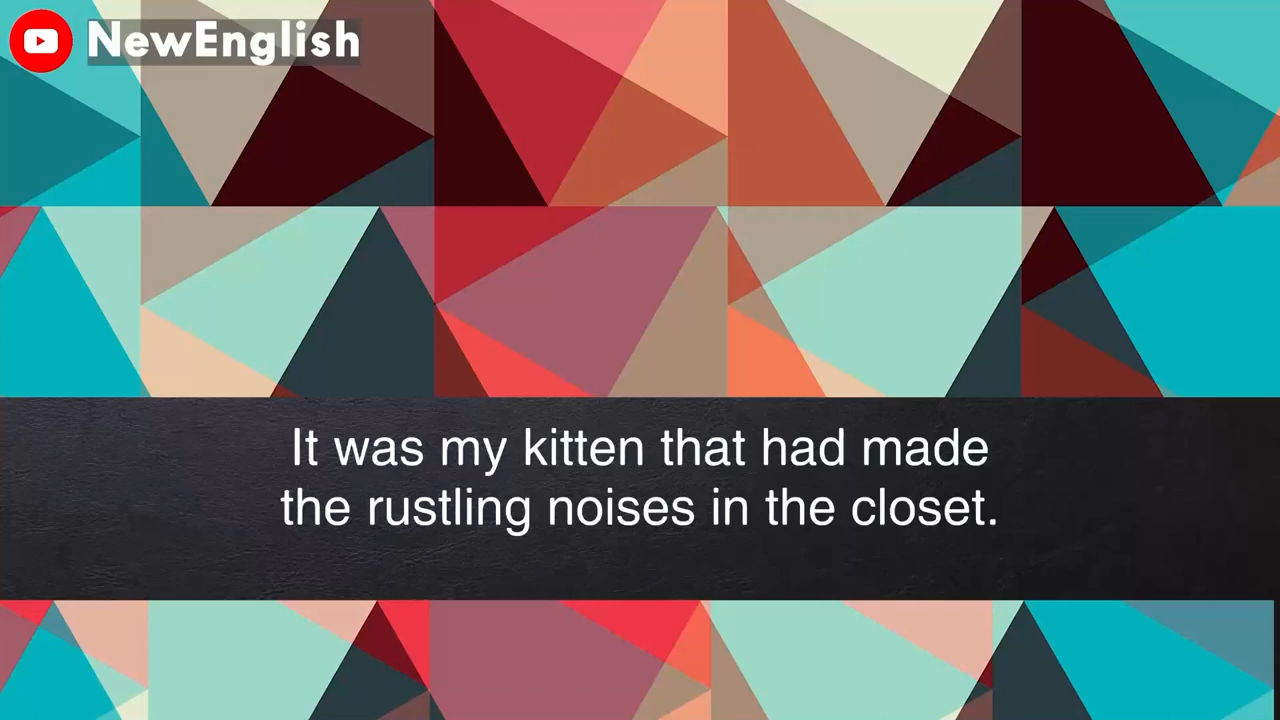 NewEnglish
It was my kitten that had made
the rustling noises in the closet.